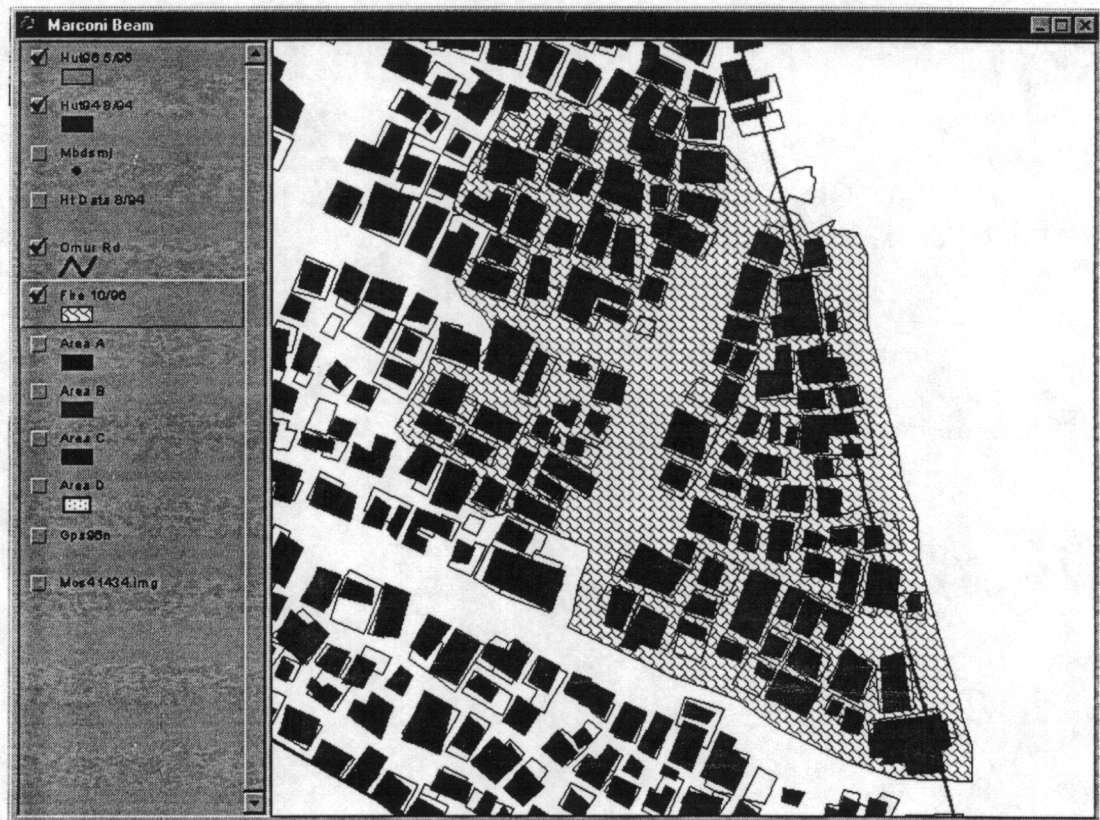 Marconi Beam
Hut96 5/96
Hut94 8/94
Mbdsmj
Ht Data 8/94
Omur Rd
Fire 10/96
Area A
Area B
Area C
Area D
Gps96n
Mos41434.img